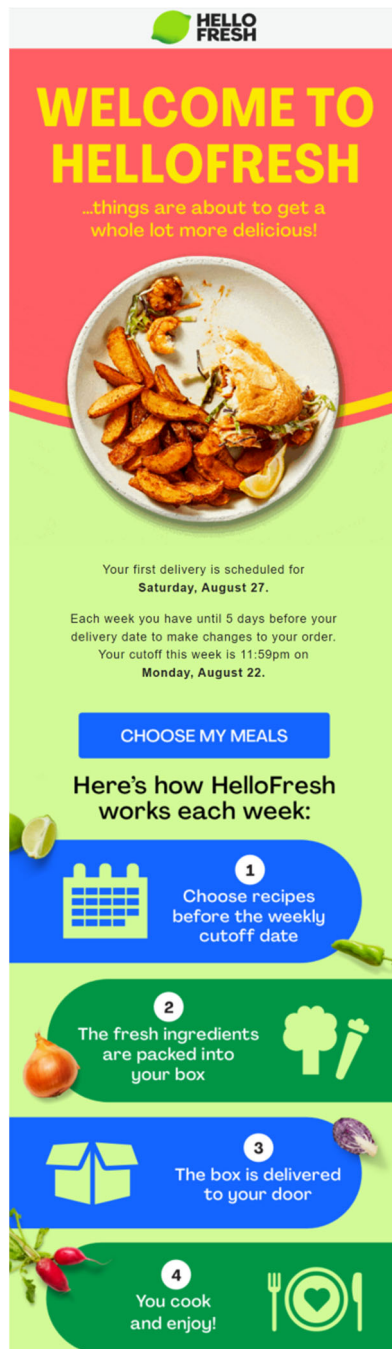 HELLO
FRESH
WELCOME TO
HELLOFRESH
...things are about to get a
whole lot more delicious!
Your first delivery is scheduled for
Saturday, August 27.
Each week you have until 5 days before your
delivery date to make changes to your order.
Your cutoff this week is 11:59pm on
Monday, August 22.
CHOOSE MY MEALS
Here's how HelloFresh
works each week:
1
Choose recipes
before the weekly
cutoff date
2
The fresh ingredients
are packed into
your box
3
The box is delivered
to your door
4
You cook
and enjoy!